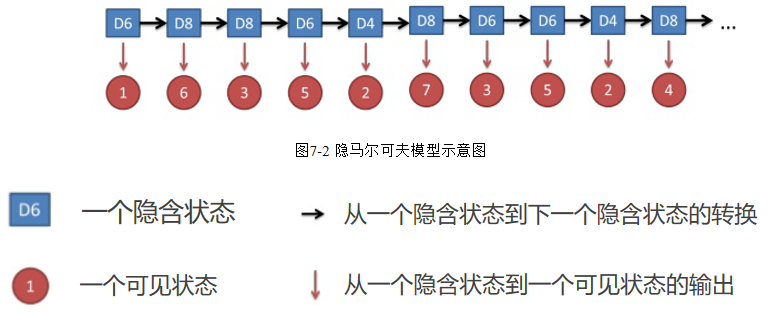 D6 D8 D8 D6 D4 D8 D6 D6 D4 D8 ...
1 6 3 5 2 7 3 5 2 4
图7-2 隐马尔可夫模型示意图
D6 一个隐含状态 从一个隐含状态到下一个隐含状态的转换
1 一个可见状态 从一个隐含状态到一个可见状态的输出